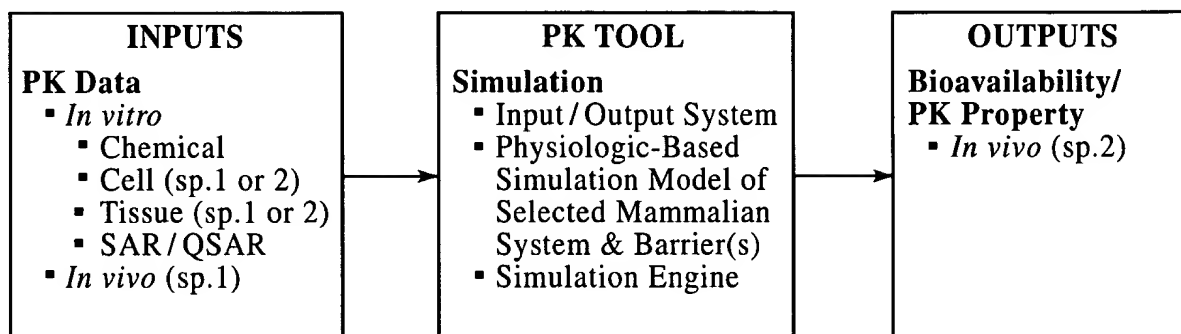 INPUTS
PK Data
▪ In vitro
▪ Chemical
▪ Cell (sp.1 or 2)
▪ Tissue (sp.1 or 2)
▪ SAR/QSAR
▪ In vivo (sp.1)
PK TOOL
Simulation
▪ Input/Output System
▪ Physiologic-Based
Simulation Model of
Selected Mammalian
System & Barrier(s)
▪ Simulation Engine
OUTPUTS
Bioavailability/
PK Property
▪ In vivo (sp.2)